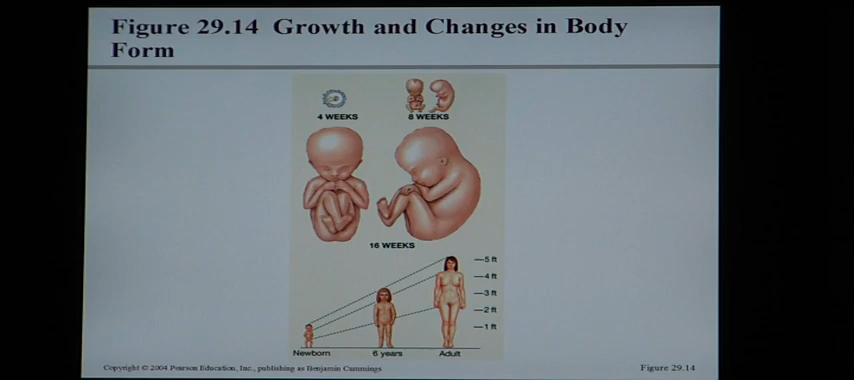 Figure 29.14 Growth and Changes in Body
Form
4 WEEKS
8 WEEKS
16 WEEKS
5 ft
4 ft
3 ft
2 ft
1 ft
Newborn
6 years
Adult
Copyright © 2004 Pearson Education, Inc., publishing as Benjamin Cummings
Figure 29.14